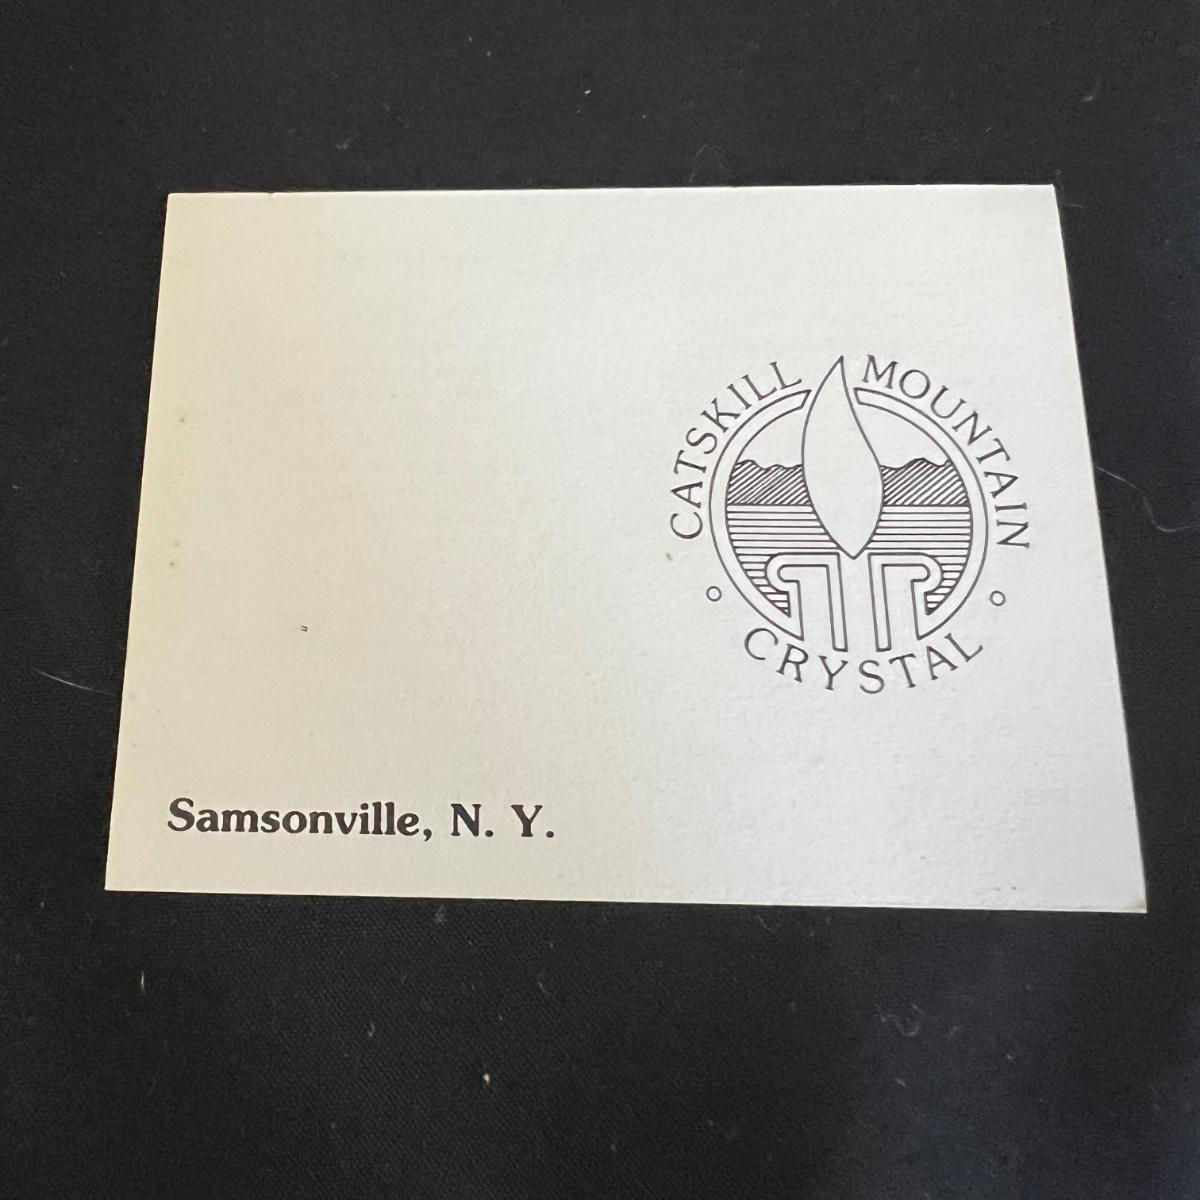 CATSKILL MOUNTAIN
CRYSTAL
Samsonville, N. Y.